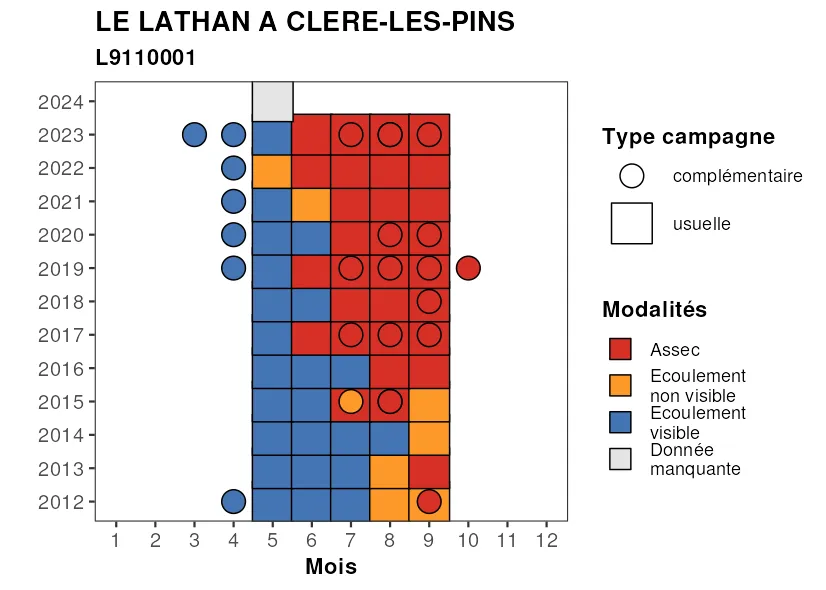 LE LATHAN A CLERE-LES-PINS
L9110001
2024
2023
2022
2021
2020
2019
2018
2017
2016
2015
2014
2013
2012
1 2 3 4 5 6 7 8 9 10 11 12
Mois
Type campagne
complémentaire
usuelle
Modalités
Assec
Ecoulement
non visible
Ecoulement
visible
Donnée
manquante